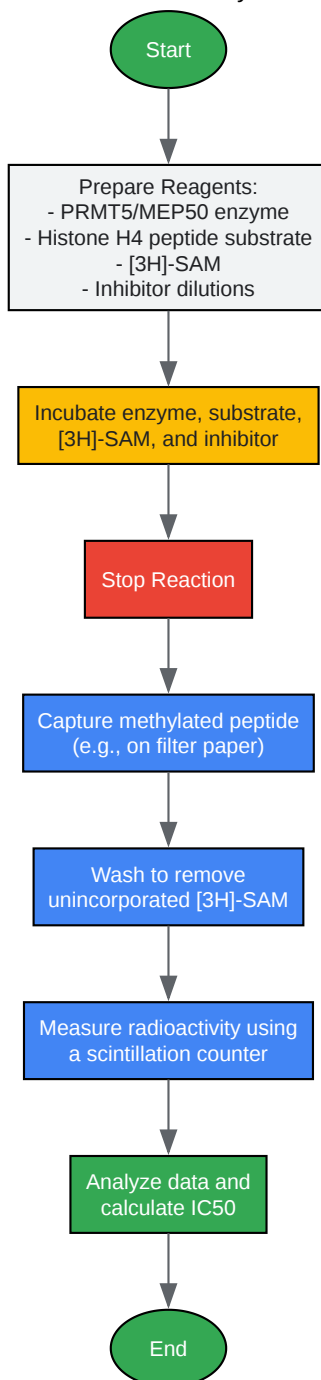 Start
Prepare Reagents:
- PRMT5/MEP50 enzyme
- Histone H4 peptide substrate
- [3H]-SAM
- Inhibitor dilutions
Incubate enzyme, substrate,
[3H]-SAM, and inhibitor
Stop Reaction
Capture methylated peptide
(e.g., on filter paper)
Wash to remove
unincorporated [3H]-SAM
Measure radioactivity using
a scintillation counter
Analyze data and
calculate IC50
End